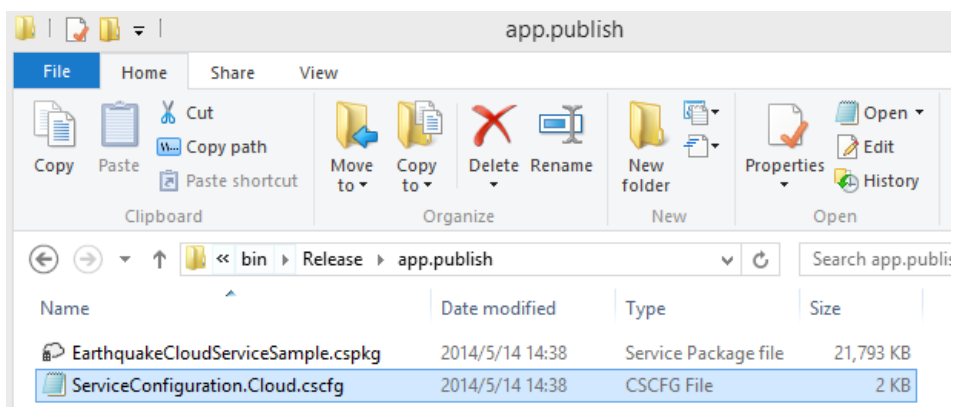 app.publish
File Home Share View
Copy Paste Cut Copy path Paste shortcut Move to Copy to Delete Rename New folder Properties Open Edit History
Clipboard Organize New Open
« bin Release app.publish Search app.publis
Name Date modified Type Size
EarthquakeCloudServiceSample.cspkg 2014/5/14 14:38 Service Package file 21,793 KB
ServiceConfiguration.Cloud.cscfg 2014/5/14 14:38 CSCFG File 2 KB